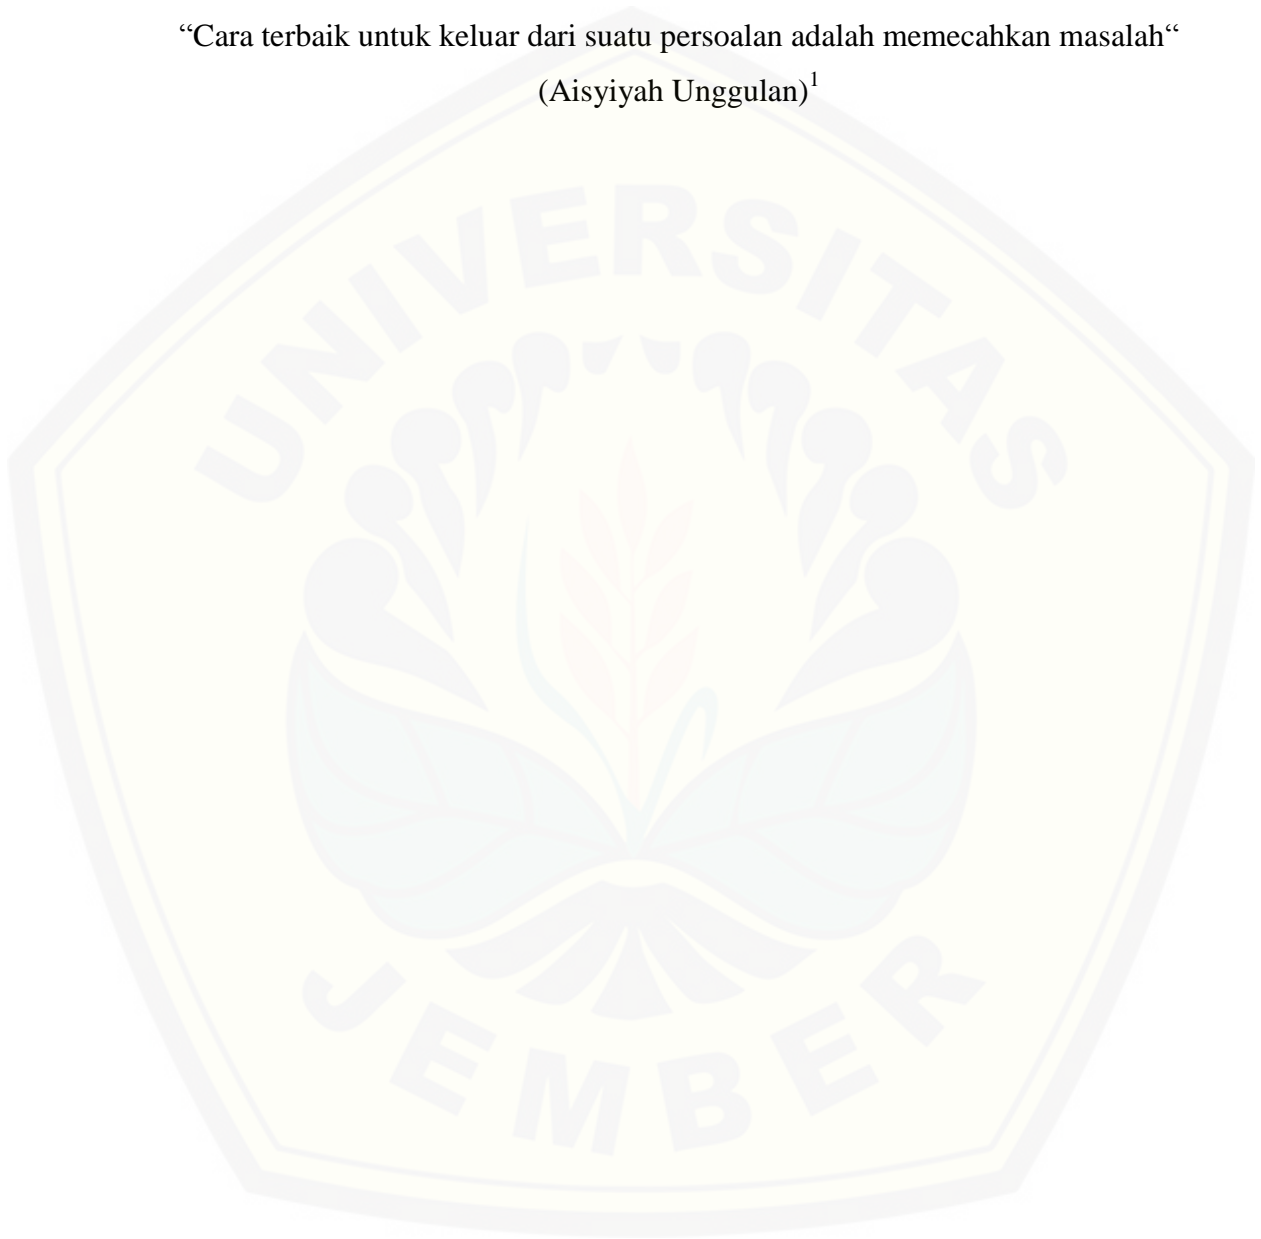 “Cara terbaik untuk keluar dari suatu persoalan adalah memecahkan masalah“
(Aisyiyah Unggulan)¹
UNIVERSITAS
JEMBER